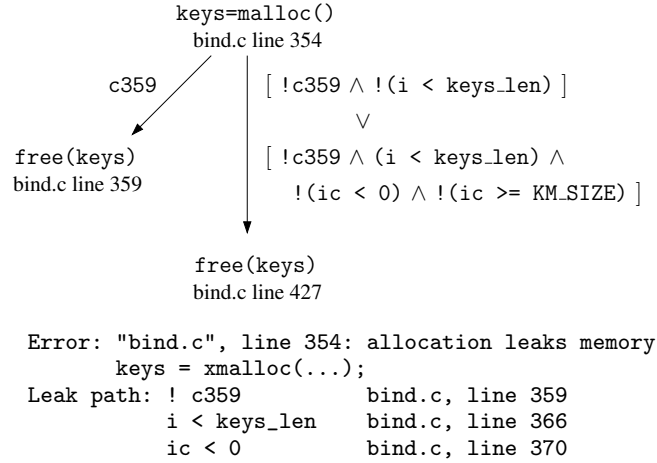 keys=malloc()
bind.c line 354
c359
[ !c359 ∧ !(i < keys_len) ]
∨
[ !c359 ∧ (i < keys_len) ∧
!(ic < 0) ∧ !(ic >= KM_SIZE) ]
free(keys)
bind.c line 359
free(keys)
bind.c line 427
Error: "bind.c", line 354: allocation leaks memory
keys = xmalloc(...);
Leak path: ! c359 bind.c, line 359
i < keys_len bind.c, line 366
ic < 0 bind.c, line 370